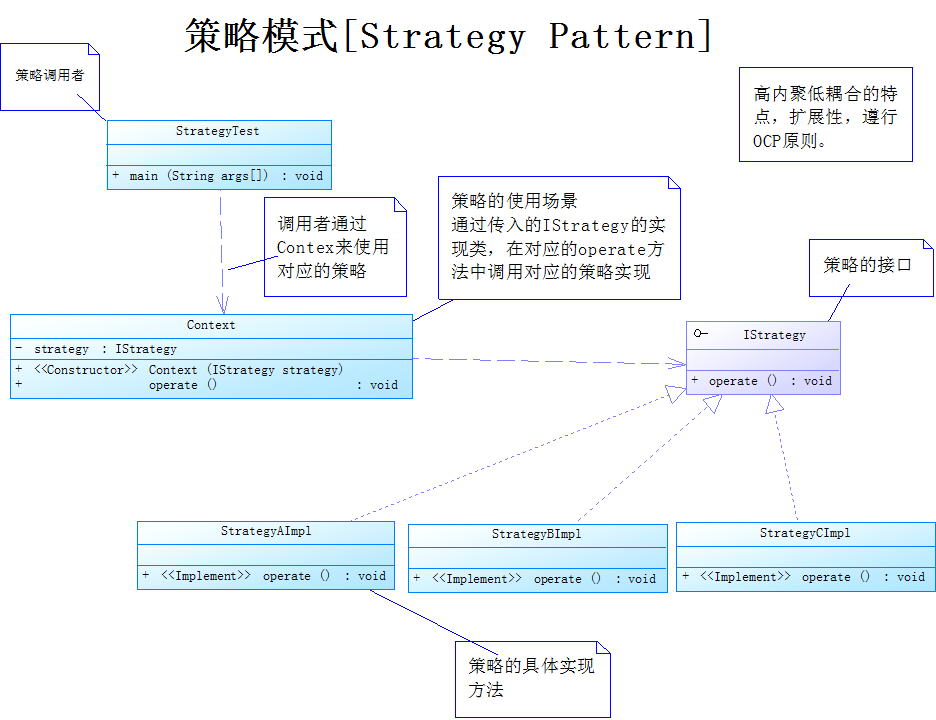 策略模式[Strategy Pattern]
策略调用者
高内聚低耦合的特
点，扩展性，遵行
OCP原则。
StrategyTest
+ main (String args[]) : void
调用者通过
Contex来使用
对应的策略
策略的使用场景
通过传入的IStrategy的实
现类，在对应的operate方
法中调用对应的策略实现
策略的接口
Context
- strategy : IStrategy
+ <<Constructor>> Context (IStrategy strategy)
+ operate () : void
IStrategy
+ operate () : void
StrategyAImpl
+ <<Implement>> operate () : void
StrategyBImpl
+ <<Implement>> operate () : void
StrategyCImpl
+ <<Implement>> operate () : void
策略的具体实现
方法